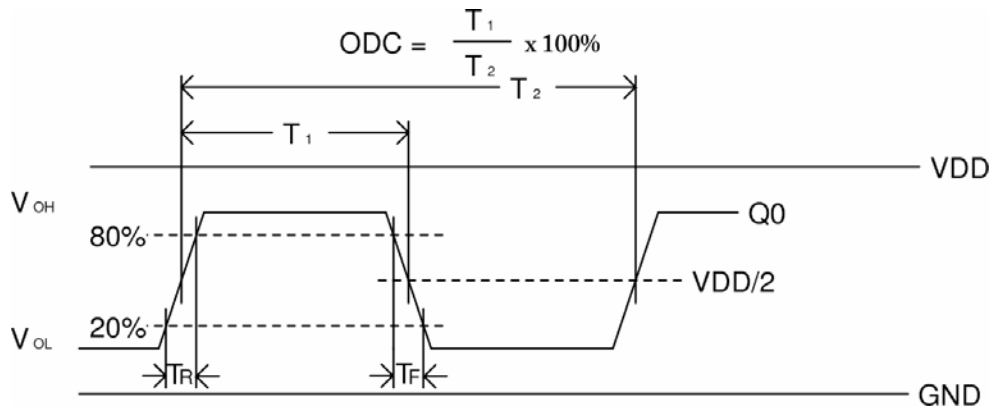 ODC = T1/T2 x 100%
T2
T1
VDD
VOH
Q0
80%
VDD/2
20%
VOL
TR
TF
GND